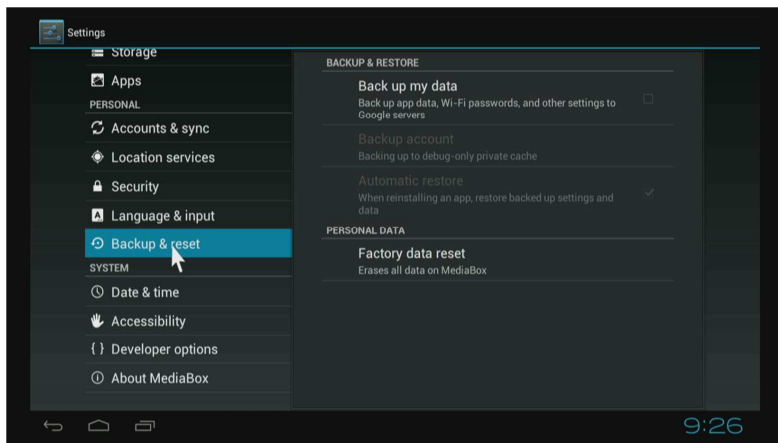 Settings
Storage
Apps
PERSONAL
Accounts & sync
Location services
Security
A Language & input
Backup & reset
SYSTEM
Date & time
Accessibility
{ } Developer options
About MediaBox
BACKUP & RESTORE
Back up my data
Back up app data, Wi-Fi passwords, and other settings to
Google servers
Backup account
Backing up to debug-only private cache
Automatic restore
When reinstalling an app, restore backed up settings and
data
PERSONAL DATA
Factory data reset
Erases all data on MediaBox
9:26